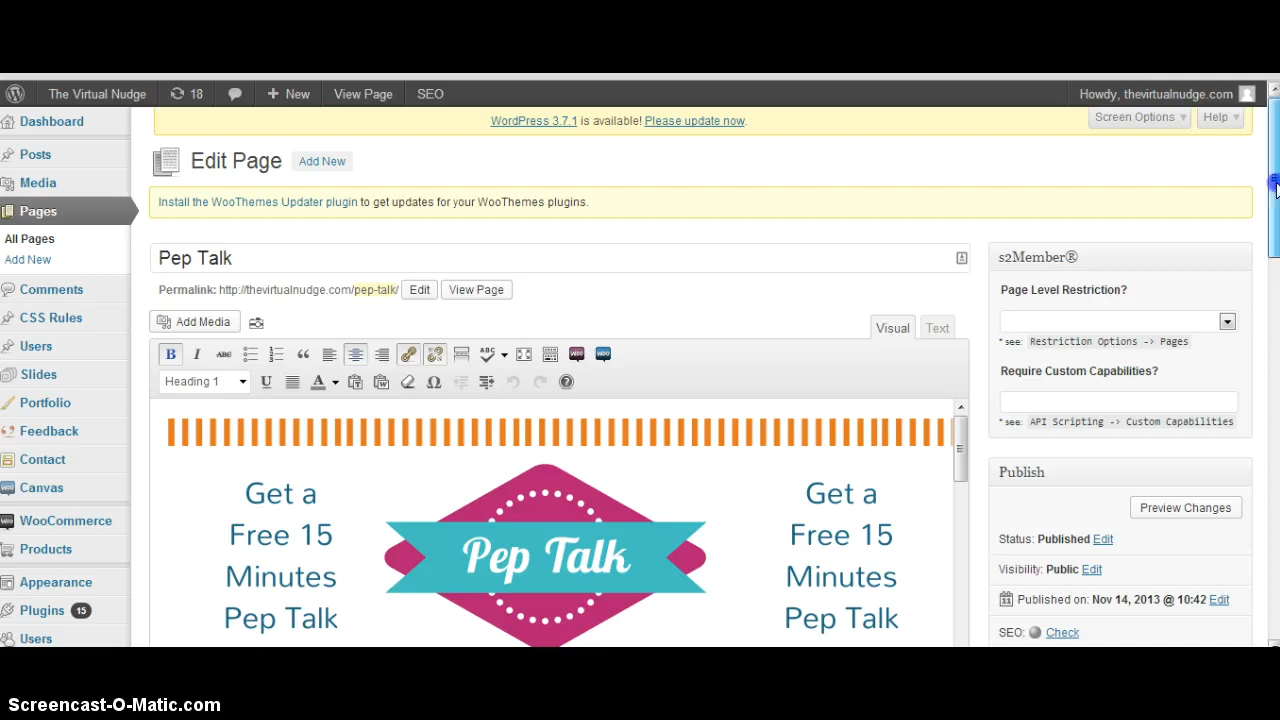 The Virtual Nudge 18 New View Page SEO Howdy, thevirtualnudge.com
WordPress 3.7.1 is available! Please update now.
Screen Options Help
Edit Page Add New
Install the WooThemes Updater plugin to get updates for your WooThemes plugins.
Dashboard
Posts
Media
Pages
All Pages
Add New
Comments
CSS Rules
Users
Slides
Portfolio
Feedback
Contact
Canvas
WooCommerce
Products
Appearance
Plugins 15
Users
Pep Talk
Permalink: http://thevirtualnudge.com/pep-talk/ Edit View Page
Add Media
Visual Text
B I ABC ABC
Heading 1 U A Ω
Get a
Free 15
Minutes
Pep Talk
Pep Talk
Get a
Free 15
Minutes
Pep Talk
s2Member®
Page Level Restriction?
* see: Restriction Options -> Pages
Require Custom Capabilities?
* see: API Scripting -> Custom Capabilities
Publish
Preview Changes
Status: Published Edit
Visibility: Public Edit
Published on: Nov 14, 2013 @ 10:42 Edit
SEO: Check
Screencast-O-Matic.com